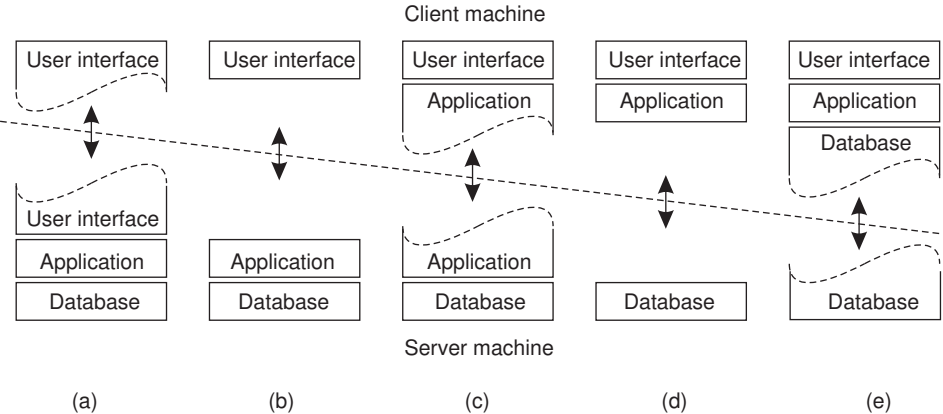 Client machine
User interface User interface User interface User interface User interface
Application Application Application
Database
User interface
Application Application Application
Database Database Database Database Database
Server machine
(a) (b) (c) (d) (e)